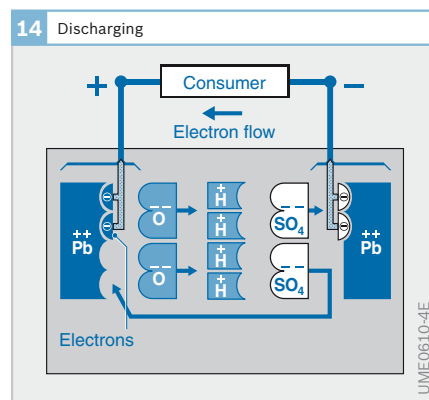 14 Discharging
+ Consumer −
Electron flow
++
Pb
⊖
⊖
− −
O
− −
O
+
H
+
H
+
H
+
H
− −
SO₄
− −
SO₄
⊖
⊖
++
Pb
Electrons
UME0610-4E